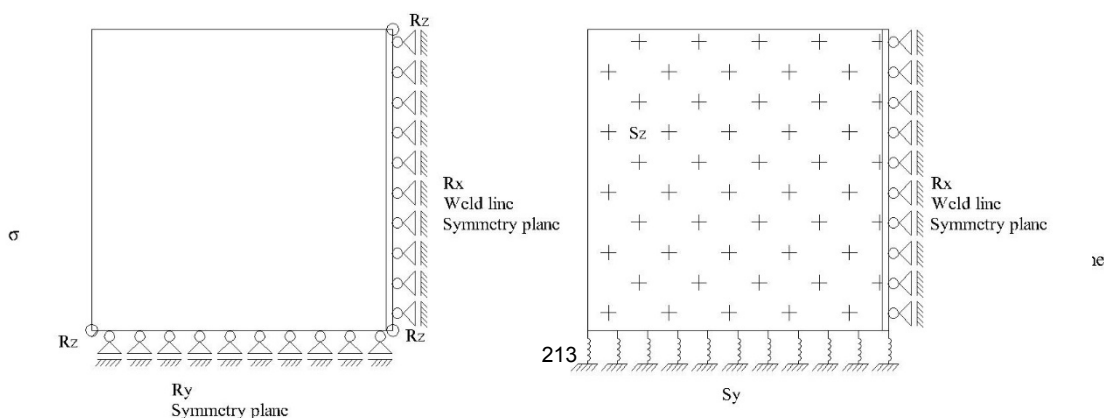 Rz
Rx
Weld line
Symmetry plane
σ
Rz
Rz
Ry
Symmetry plane
Sz
Rx
Weld line
Symmetry plane
213
Sy